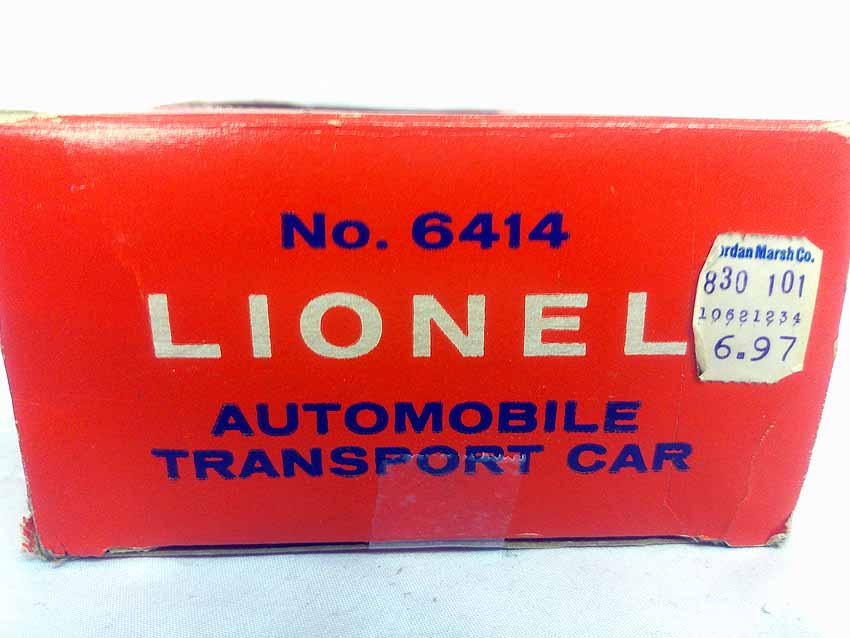 No. 6414
LIONEL
AUTOMOBILE
TRANSPORT CAR
ordan Marsh Co.
830 101
10621234
6.97